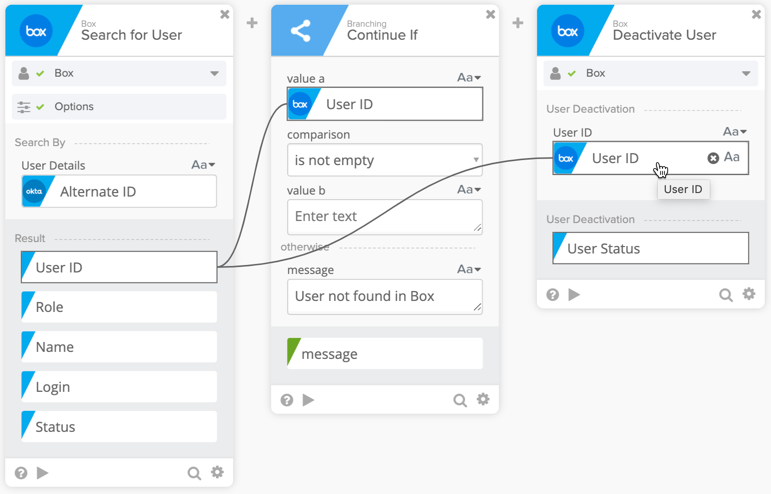 Box
Search for User
box
Box
Options
Search By
User Details
Aa
okta
Alternate ID
Result
User ID
Role
Name
Login
Status
Branching
Continue If
value a
Aa
box
User ID
comparison
is not empty
value b
Aa
Enter text
otherwise
message
Aa
User not found in Box
message
Box
Deactivate User
box
Box
User Deactivation
User ID
Aa
box
User ID
Aa
User ID
User Deactivation
User Status